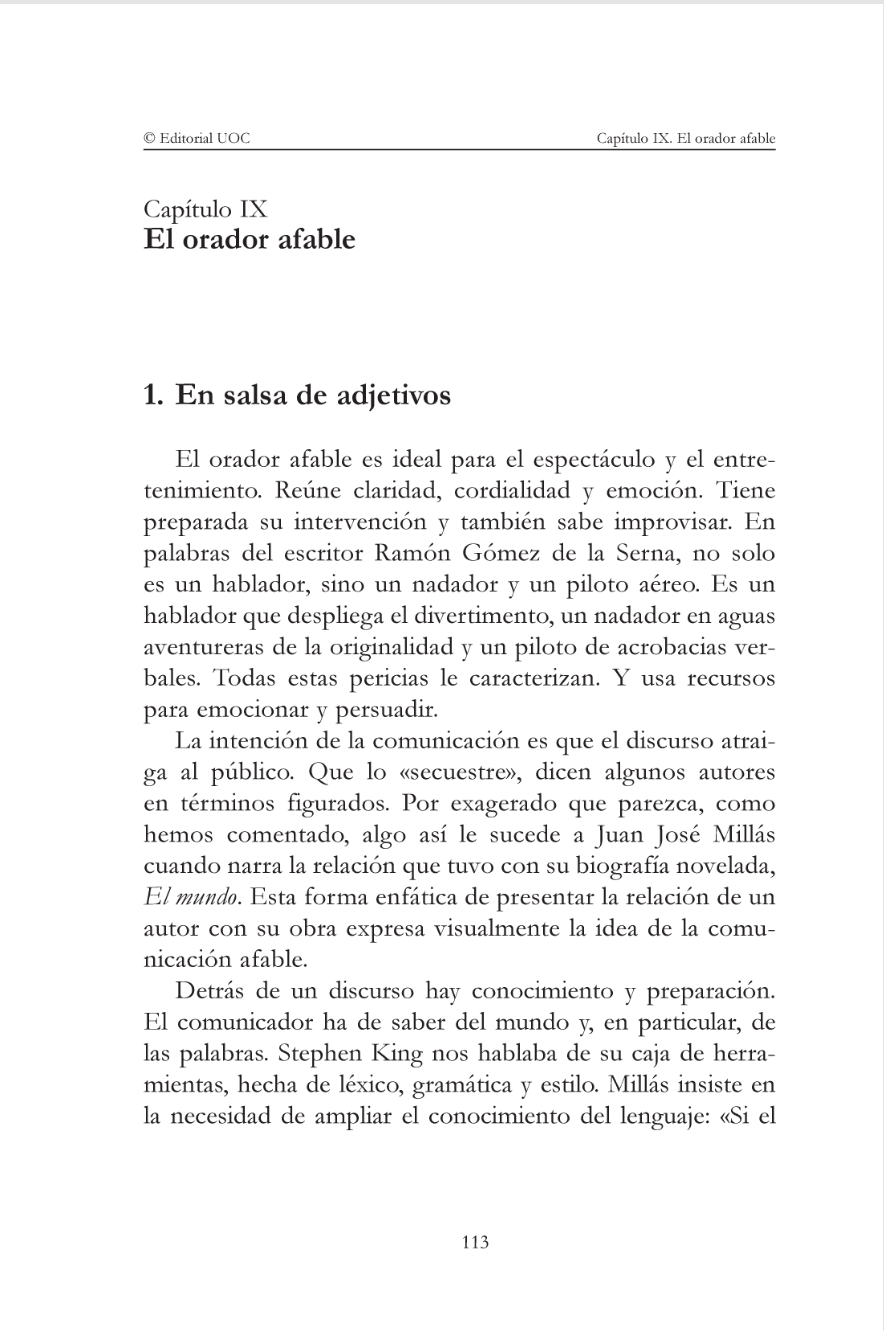 © Editorial UOC
Capítulo IX. El orador afable
Capítulo IX
El orador afable
1. En salsa de adjetivos
El orador afable es ideal para el espectáculo y el entre-
tenimiento. Reúne claridad, cordialidad y emoción. Tiene
preparada su intervención y también sabe improvisar. En
palabras del escritor Ramón Gómez de la Serna, no solo
es un hablador, sino un nadador y un piloto aéreo. Es un
hablador que despliega el divertimento, un nadador en aguas
aventureras de la originalidad y un piloto de acrobacias ver-
bales. Todas estas pericias le caracterizan. Y usa recursos
para emocionar y persuadir.
La intención de la comunicación es que el discurso atrai-
ga al público. Que lo «secuestre», dicen algunos autores
en términos figurados. Por exagerado que parezca, como
hemos comentado, algo así le sucede a Juan José Millás
cuando narra la relación que tuvo con su biografía novelada,
El mundo. Esta forma enfática de presentar la relación de un
autor con su obra expresa visualmente la idea de la comu-
nicación afable.
Detrás de un discurso hay conocimiento y preparación.
El comunicador ha de saber del mundo y, en particular, de
las palabras. Stephen King nos hablaba de su caja de herra-
mientas, hecha de léxico, gramática y estilo. Millás insiste en
la necesidad de ampliar el conocimiento del lenguaje: «Si el
113